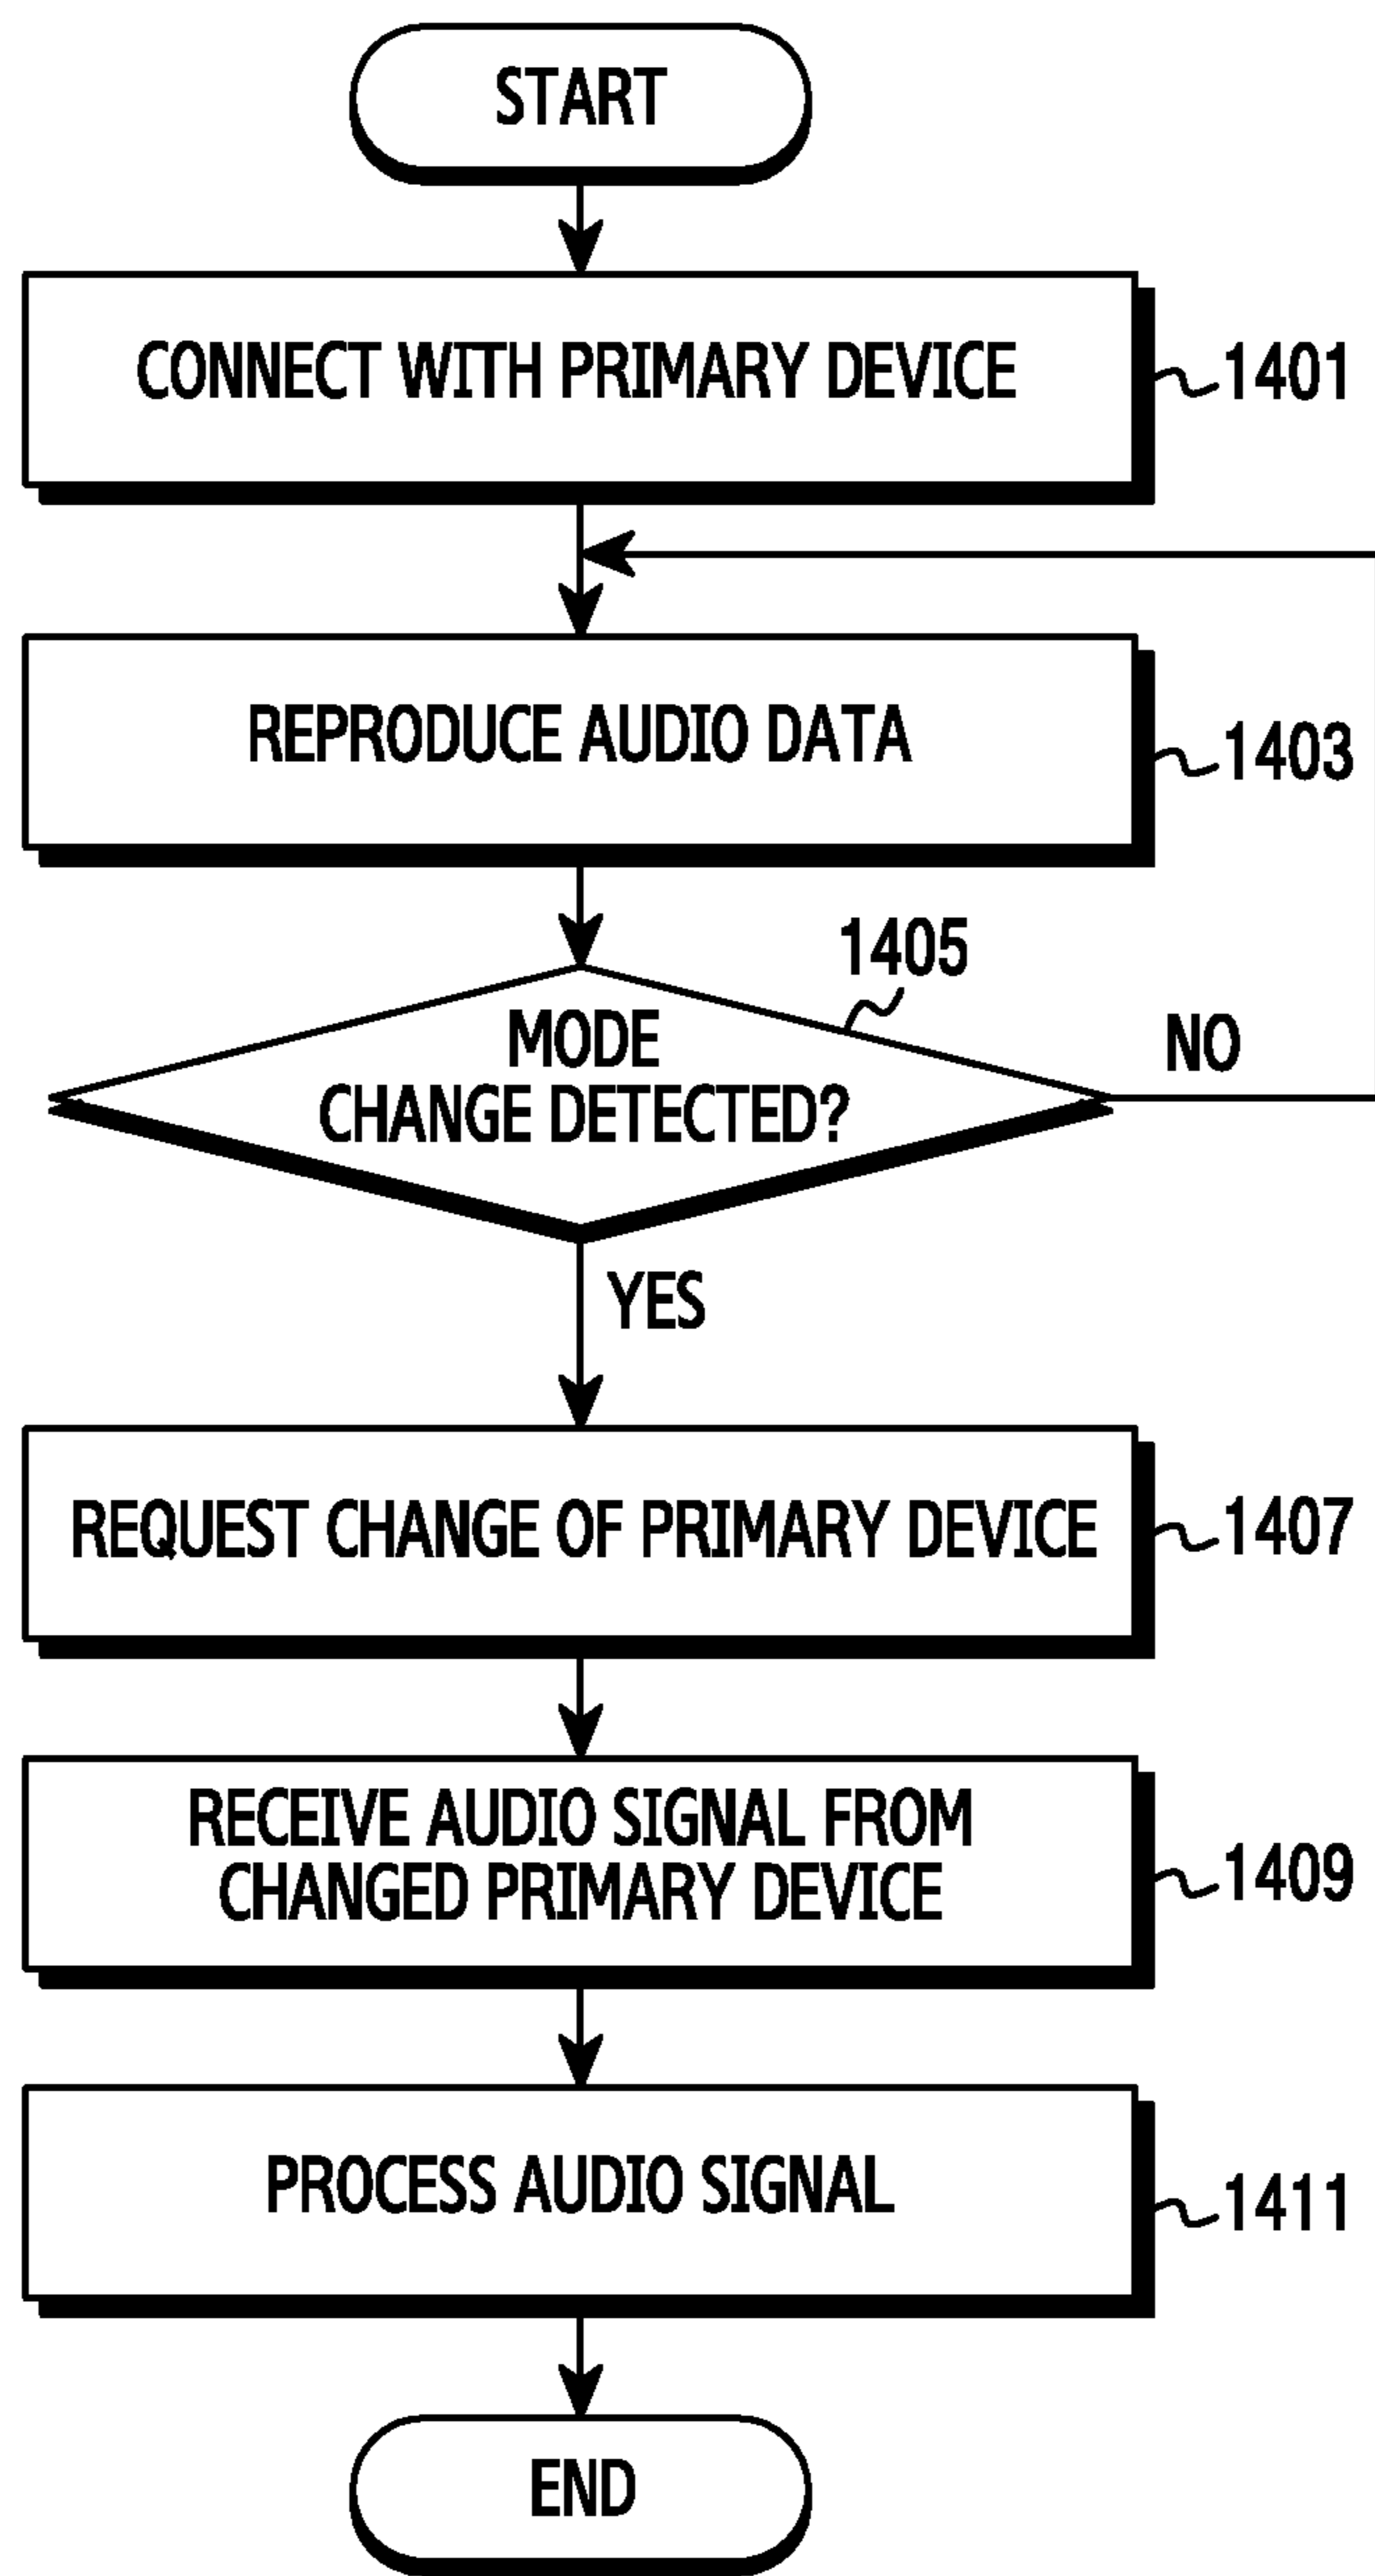 START
CONNECT WITH PRIMARY DEVICE
1401
REPRODUCE AUDIO DATA
1403
1405
MODE
CHANGE DETECTED?
NO
YES
REQUEST CHANGE OF PRIMARY DEVICE
1407
RECEIVE AUDIO SIGNAL FROM
CHANGED PRIMARY DEVICE
1409
PROCESS AUDIO SIGNAL
1411
END